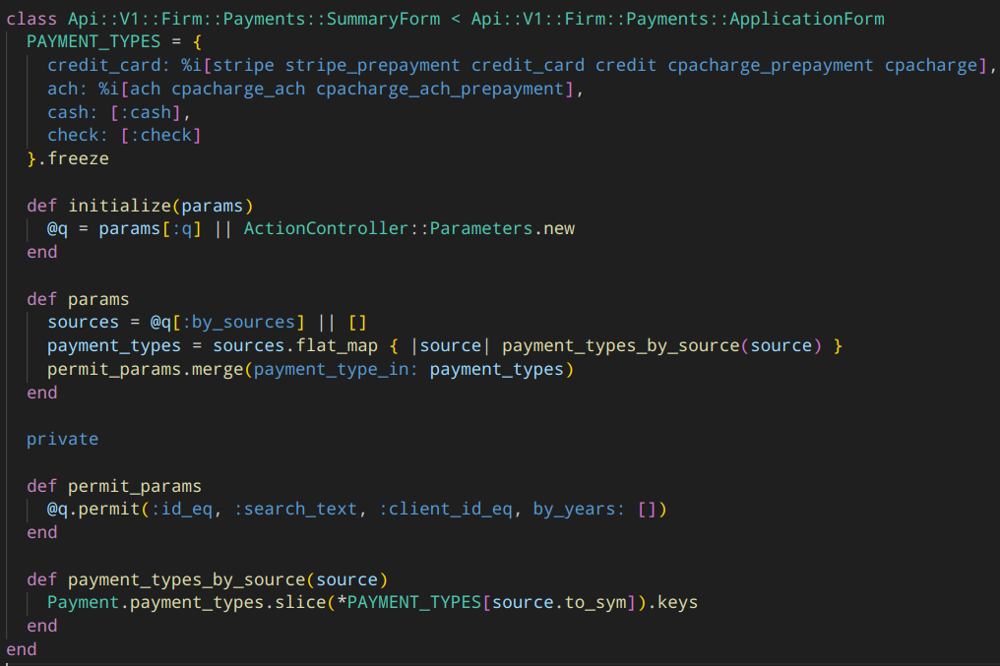 class Api::V1::Firm::Payments::SummaryForm < Api::V1::Firm::Payments::ApplicationForm
  PAYMENT_TYPES = {
    credit_card: %i[stripe stripe_prepayment credit_card credit cpacharge_prepayment cpacharge],
    ach: %i[ach cpacharge_ach cpacharge_ach_prepayment],
    cash: [:cash],
    check: [:check]
  }.freeze

  def initialize(params)
    @q = params[:q] || ActionController::Parameters.new
  end

  def params
    sources = @q[:by_sources] || []
    payment_types = sources.flat_map { |source| payment_types_by_source(source) }
    permit_params.merge(payment_type_in: payment_types)
  end

  private

  def permit_params
    @q.permit(:id_eq, :search_text, :client_id_eq, by_years: [])
  end

  def payment_types_by_source(source)
    Payment.payment_types.slice(*PAYMENT_TYPES[source.to_sym]).keys
  end
end